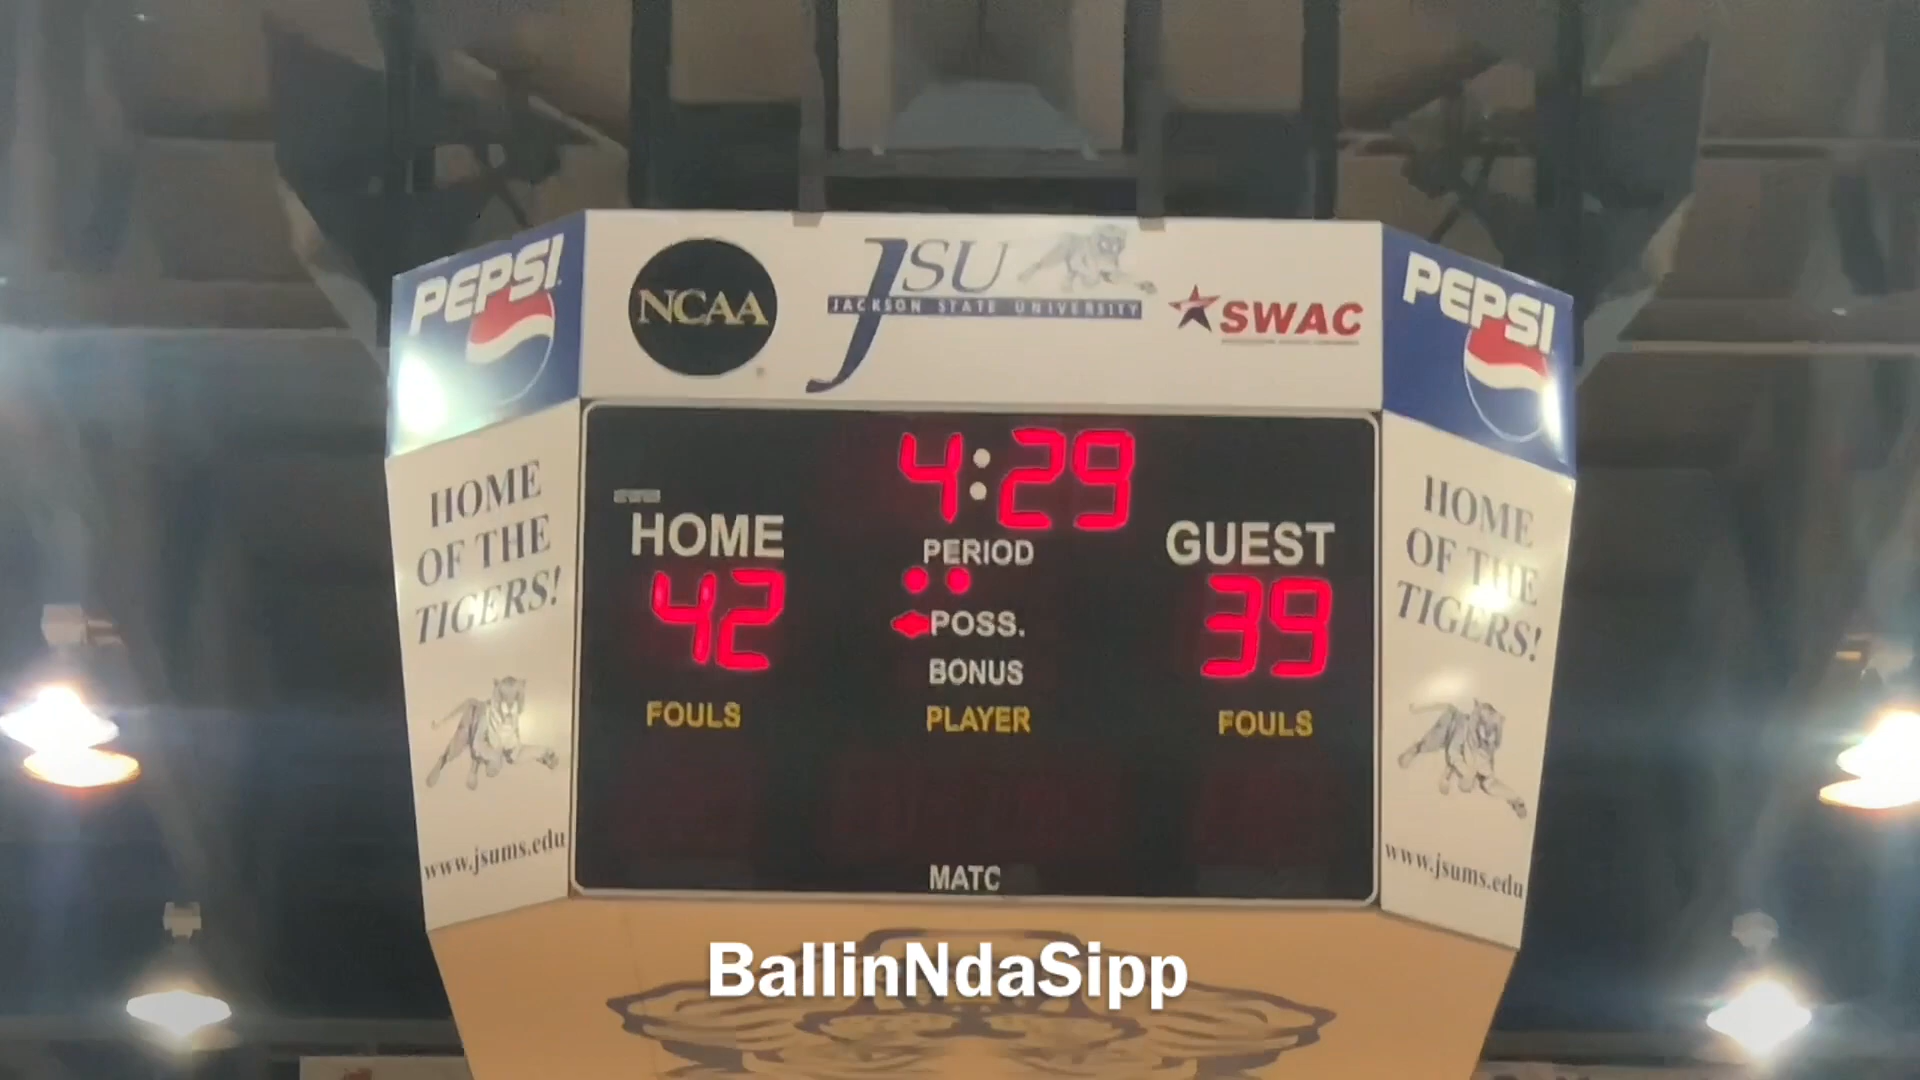 PEPSI
NCAA
JSU
JACKSON STATE UNIVERSITY
SWAC
PEPSI
HOME
OF THE
TIGERS!
www.jsums.edu
4:29
HOME
PERIOD
GUEST
42
39
POSS.
BONUS
FOULS
PLAYER
FOULS
MATC
HOME
OF THE
TIGERS!
www.jsums.edu
BallinNdaSipp